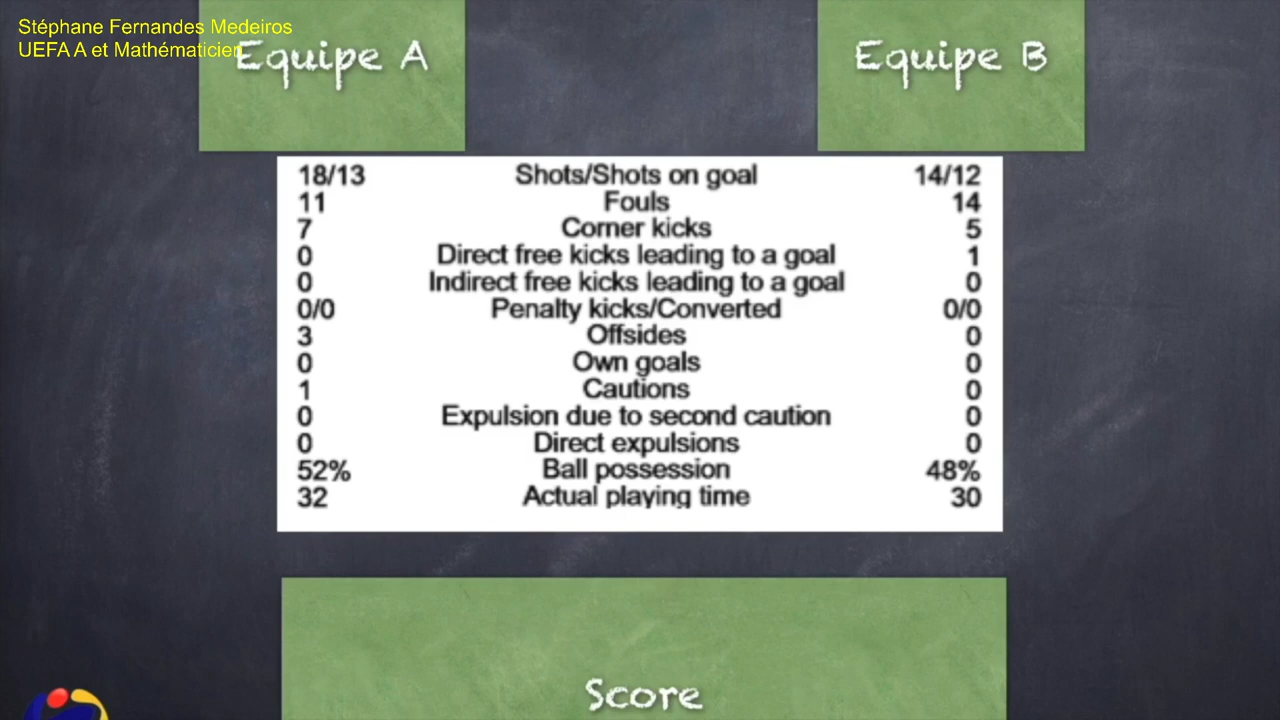 Stéphane Fernandes Medeiros
UEFA A et Mathématicien
Equipe A
Equipe B
18/13 Shots/Shots on goal 14/12
11 Fouls 14
7 Corner kicks 5
0 Direct free kicks leading to a goal 1
0 Indirect free kicks leading to a goal 0
0/0 Penalty kicks/Converted 0/0
3 Offsides 0
0 Own goals 0
1 Cautions 0
0 Expulsion due to second caution 0
0 Direct expulsions 0
52% Ball possession 48%
32 Actual playing time 30
Score